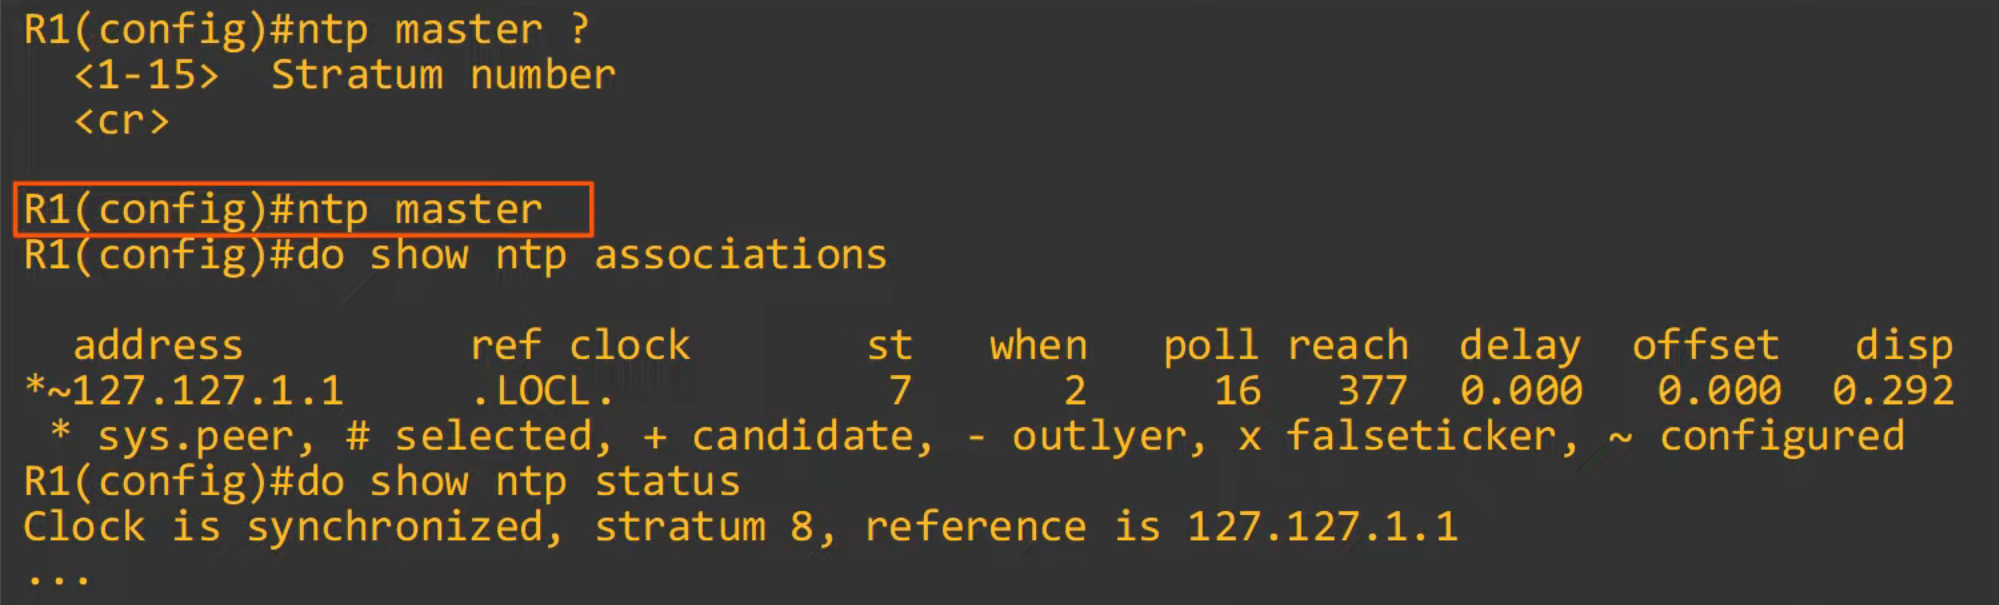 R1(config)#ntp master ?
  <1-15>  Stratum number
  <cr>
R1(config)#ntp master
R1(config)#do show ntp associations
  address         ref clock       st   when   poll reach  delay  offset   disp
*~127.127.1.1     .LOCL.           7      2     16   377  0.000   0.000  0.292
 * sys.peer, # selected, + candidate, - outlyer, x falseticker, ~ configured
R1(config)#do show ntp status
Clock is synchronized, stratum 8, reference is 127.127.1.1
...